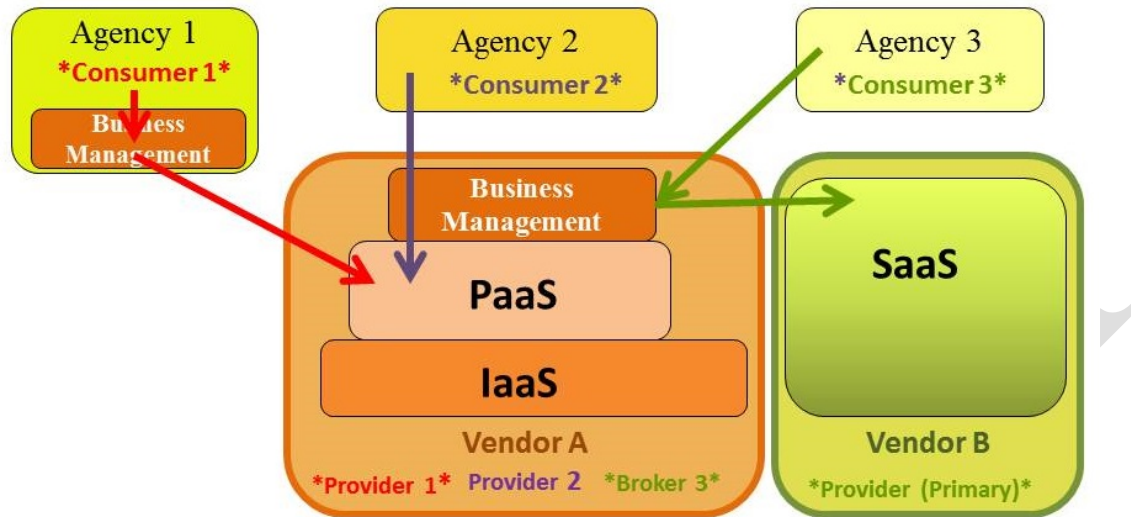 Agency 1
*Consumer 1*
Business
Management
Agency 2
*Consumer 2*
Agency 3
*Consumer 3*
Business
Management
PaaS
IaaS
Vendor A
*Provider 1* Provider 2 *Broker 3*
SaaS
Vendor B
*Provider (Primary)*